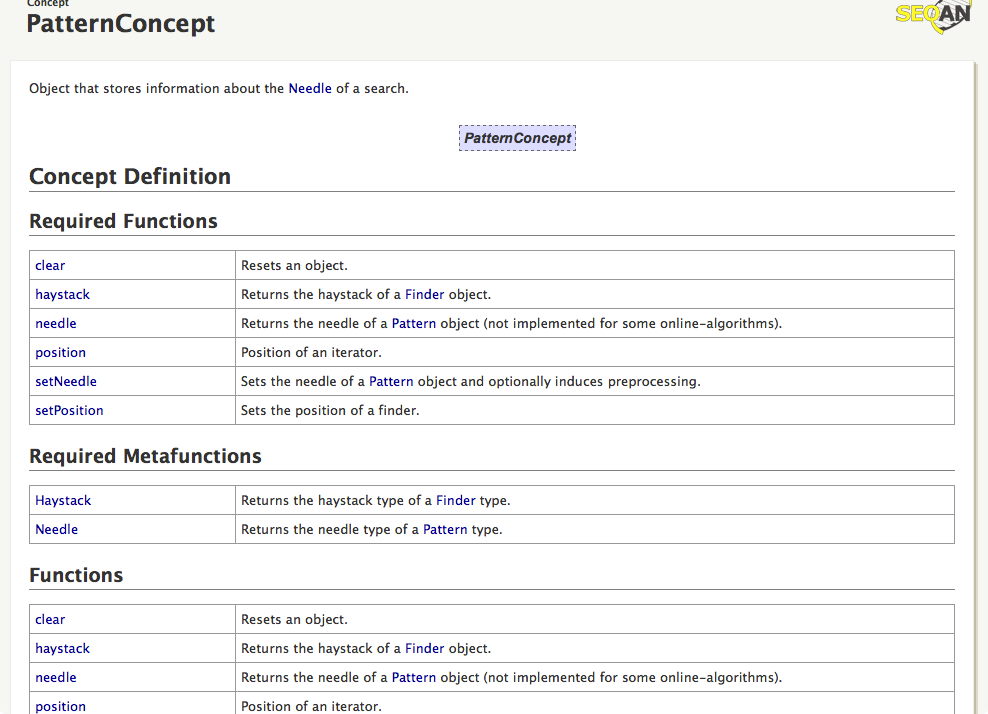 Concept
PatternConcept
SEQAN
Object that stores information about the Needle of a search.
PatternConcept
Concept Definition
Required Functions
clear Resets an object.
haystack Returns the haystack of a Finder object.
needle Returns the needle of a Pattern object (not implemented for some online-algorithms).
position Position of an iterator.
setNeedle Sets the needle of a Pattern object and optionally induces preprocessing.
setPosition Sets the position of a finder.
Required Metafunctions
Haystack Returns the haystack type of a Finder type.
Needle Returns the needle type of a Pattern type.
Functions
clear Resets an object.
haystack Returns the haystack of a Finder object.
needle Returns the needle of a Pattern object (not implemented for some online-algorithms).
position Position of an iterator.